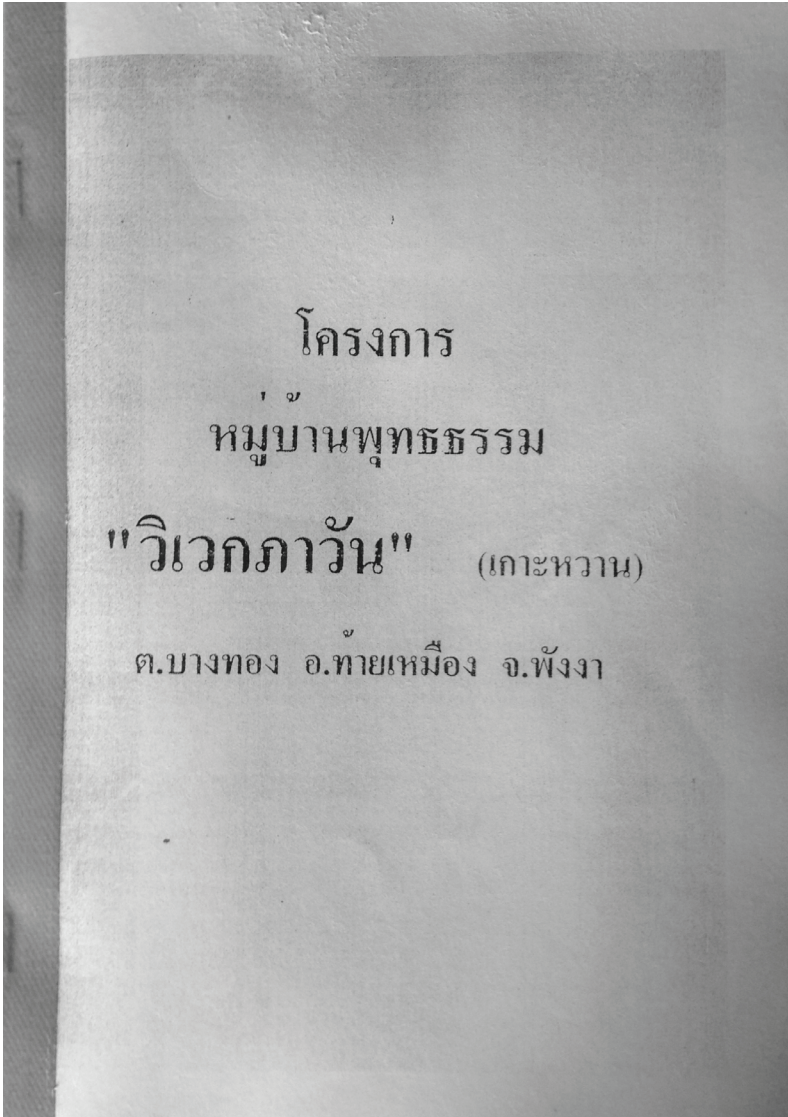 โครงการ
หมู่บ้านพุทธธรรม
"วิเวกภาวัน" (เกาะหวาน)
ต.บางทอง อ.ท้ายเหมือง จ.พังงา